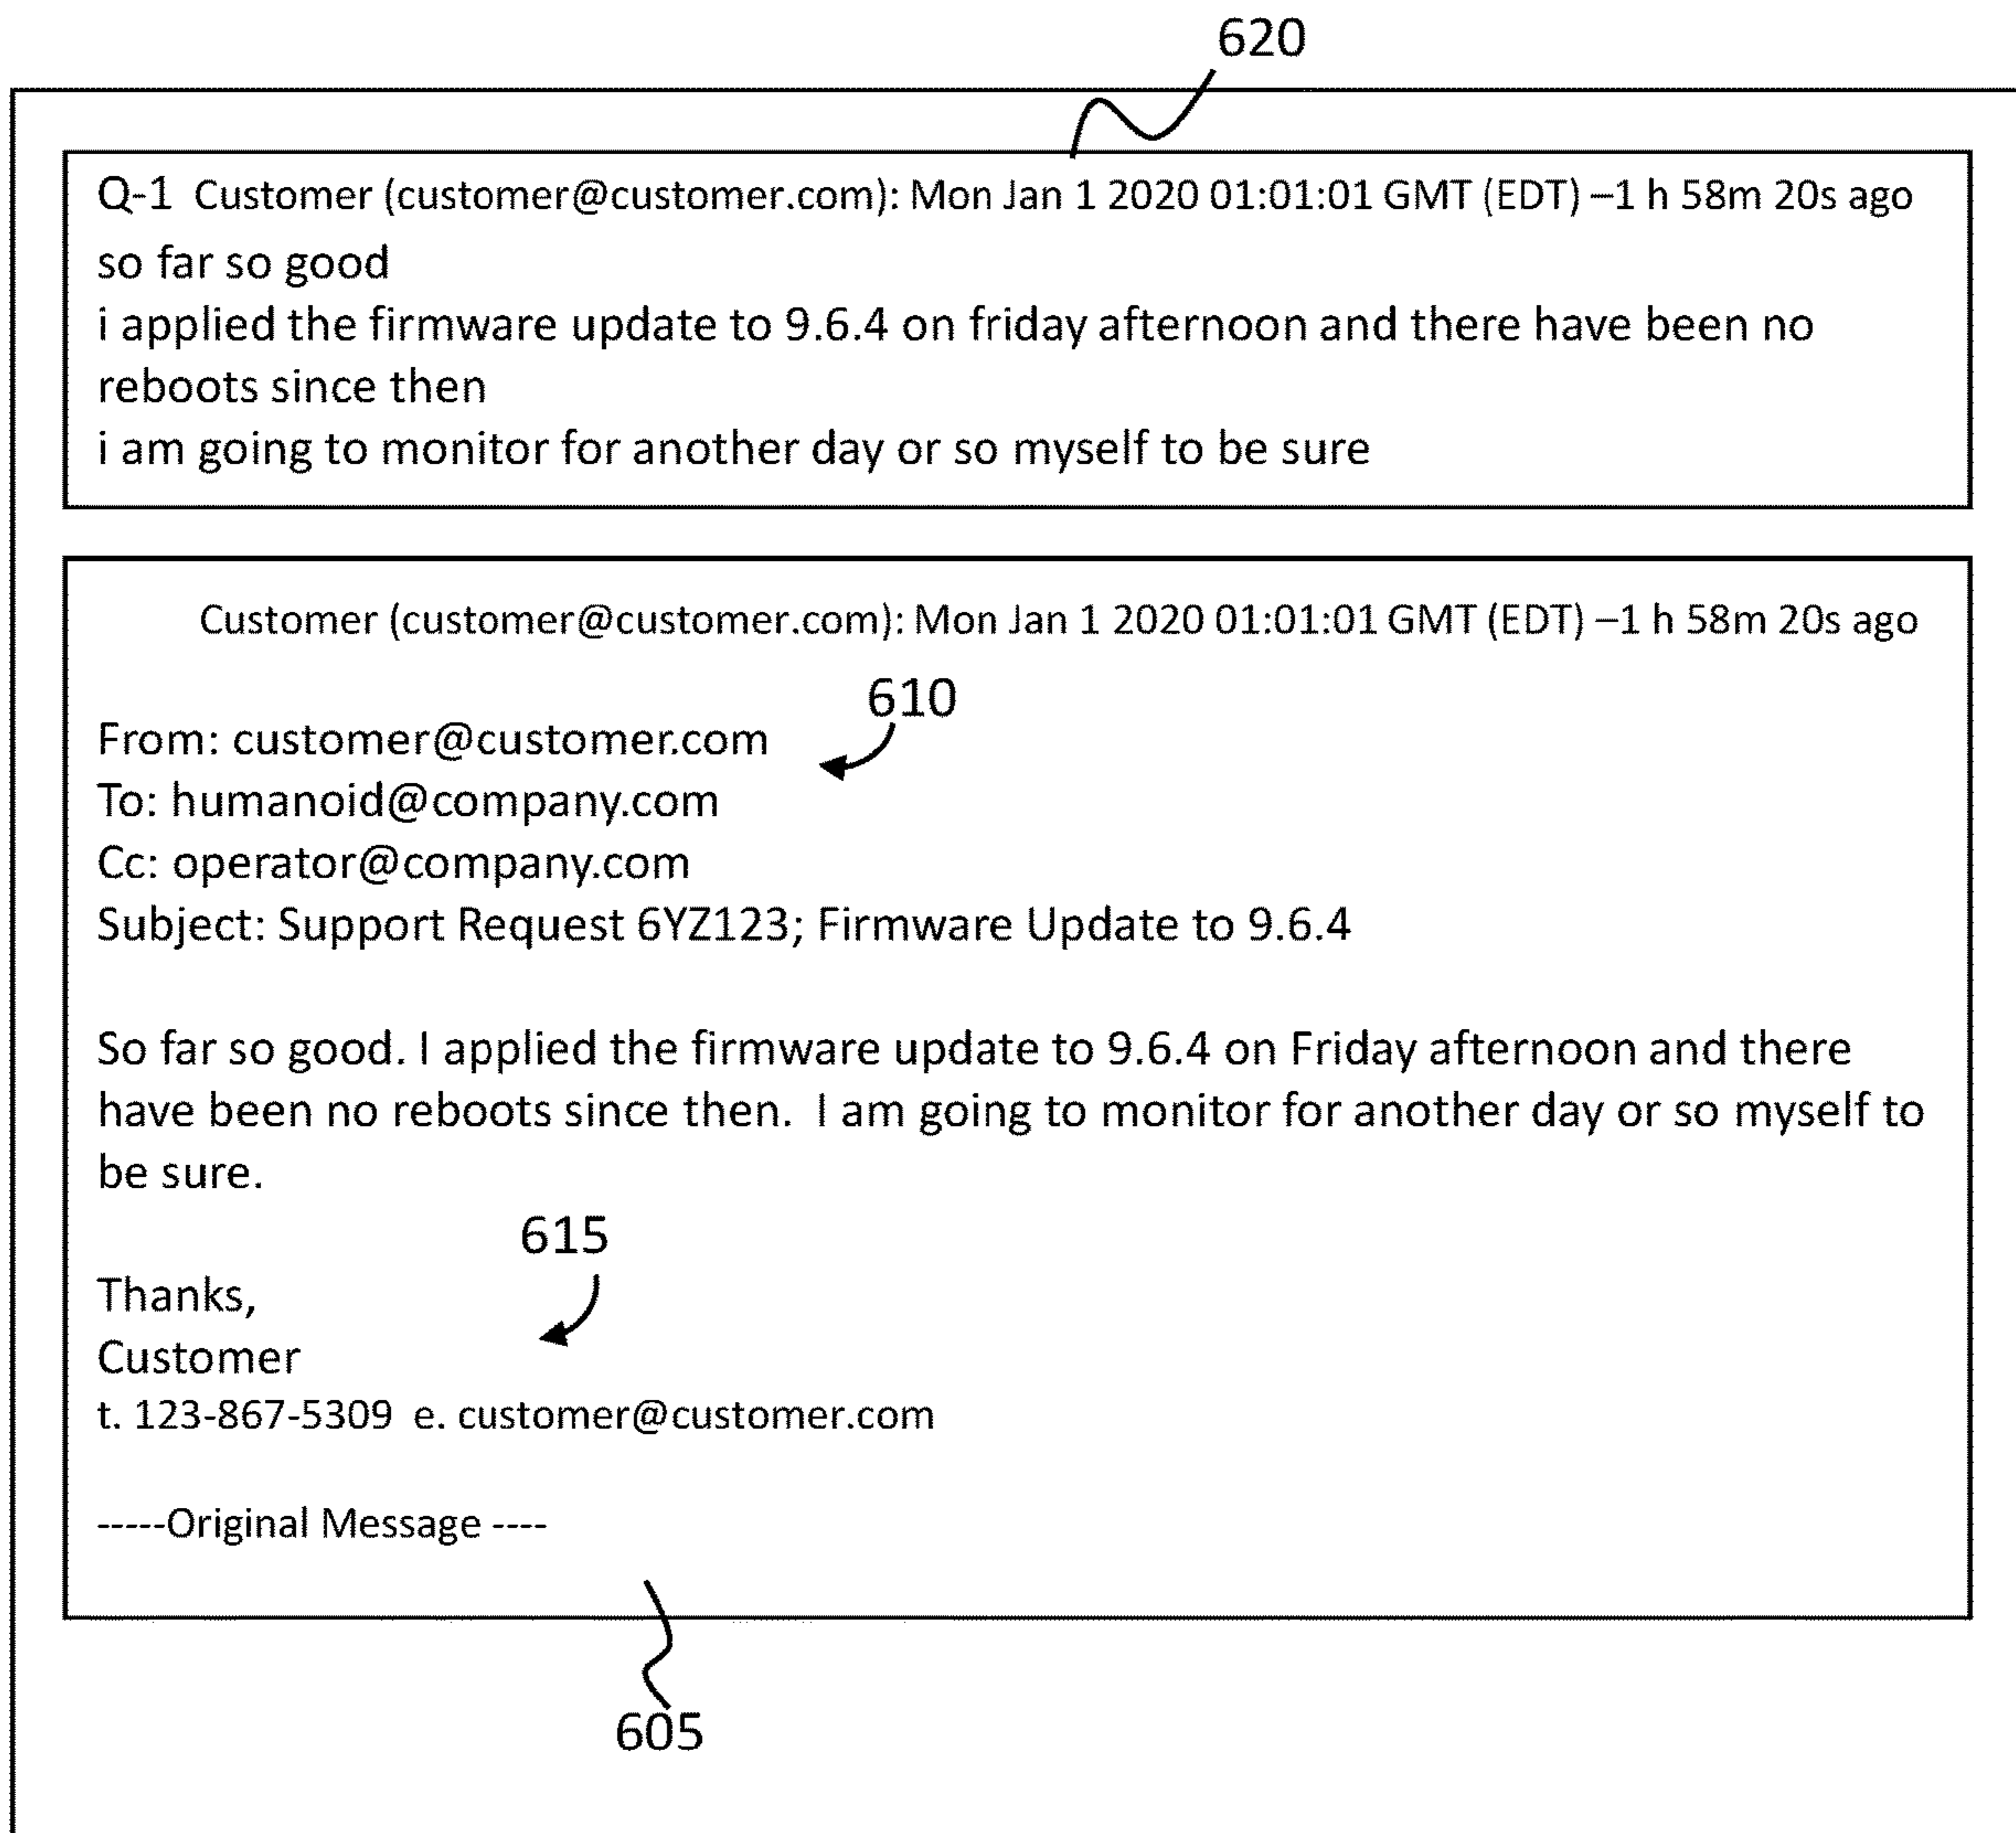 620
Q-1 Customer (customer@customer.com): Mon Jan 1 2020 01:01:01 GMT (EDT) –1 h 58m 20s ago
so far so good
i applied the firmware update to 9.6.4 on friday afternoon and there have been no
reboots since then
i am going to monitor for another day or so myself to be sure
Customer (customer@customer.com): Mon Jan 1 2020 01:01:01 GMT (EDT) –1 h 58m 20s ago
610
From: customer@customer.com
To: humanoid@company.com
Cc: operator@company.com
Subject: Support Request 6YZ123; Firmware Update to 9.6.4
So far so good. I applied the firmware update to 9.6.4 on Friday afternoon and there
have been no reboots since then.  I am going to monitor for another day or so myself to
be sure.
615
Thanks,
Customer
t. 123-867-5309  e. customer@customer.com
-----Original Message ----
605